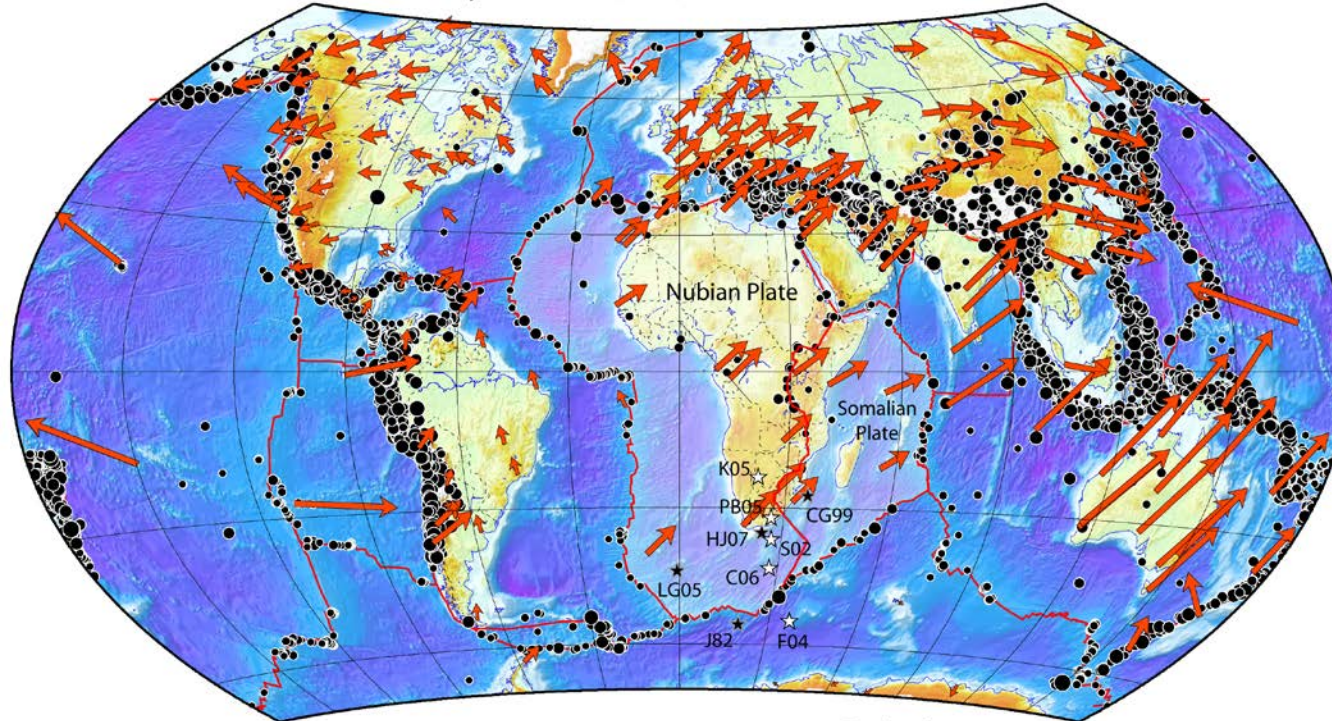 Nubian Plate
Somalian
Plate
K05
PB05
CG99
HJ07
S02
C06
LG05
J82
F04